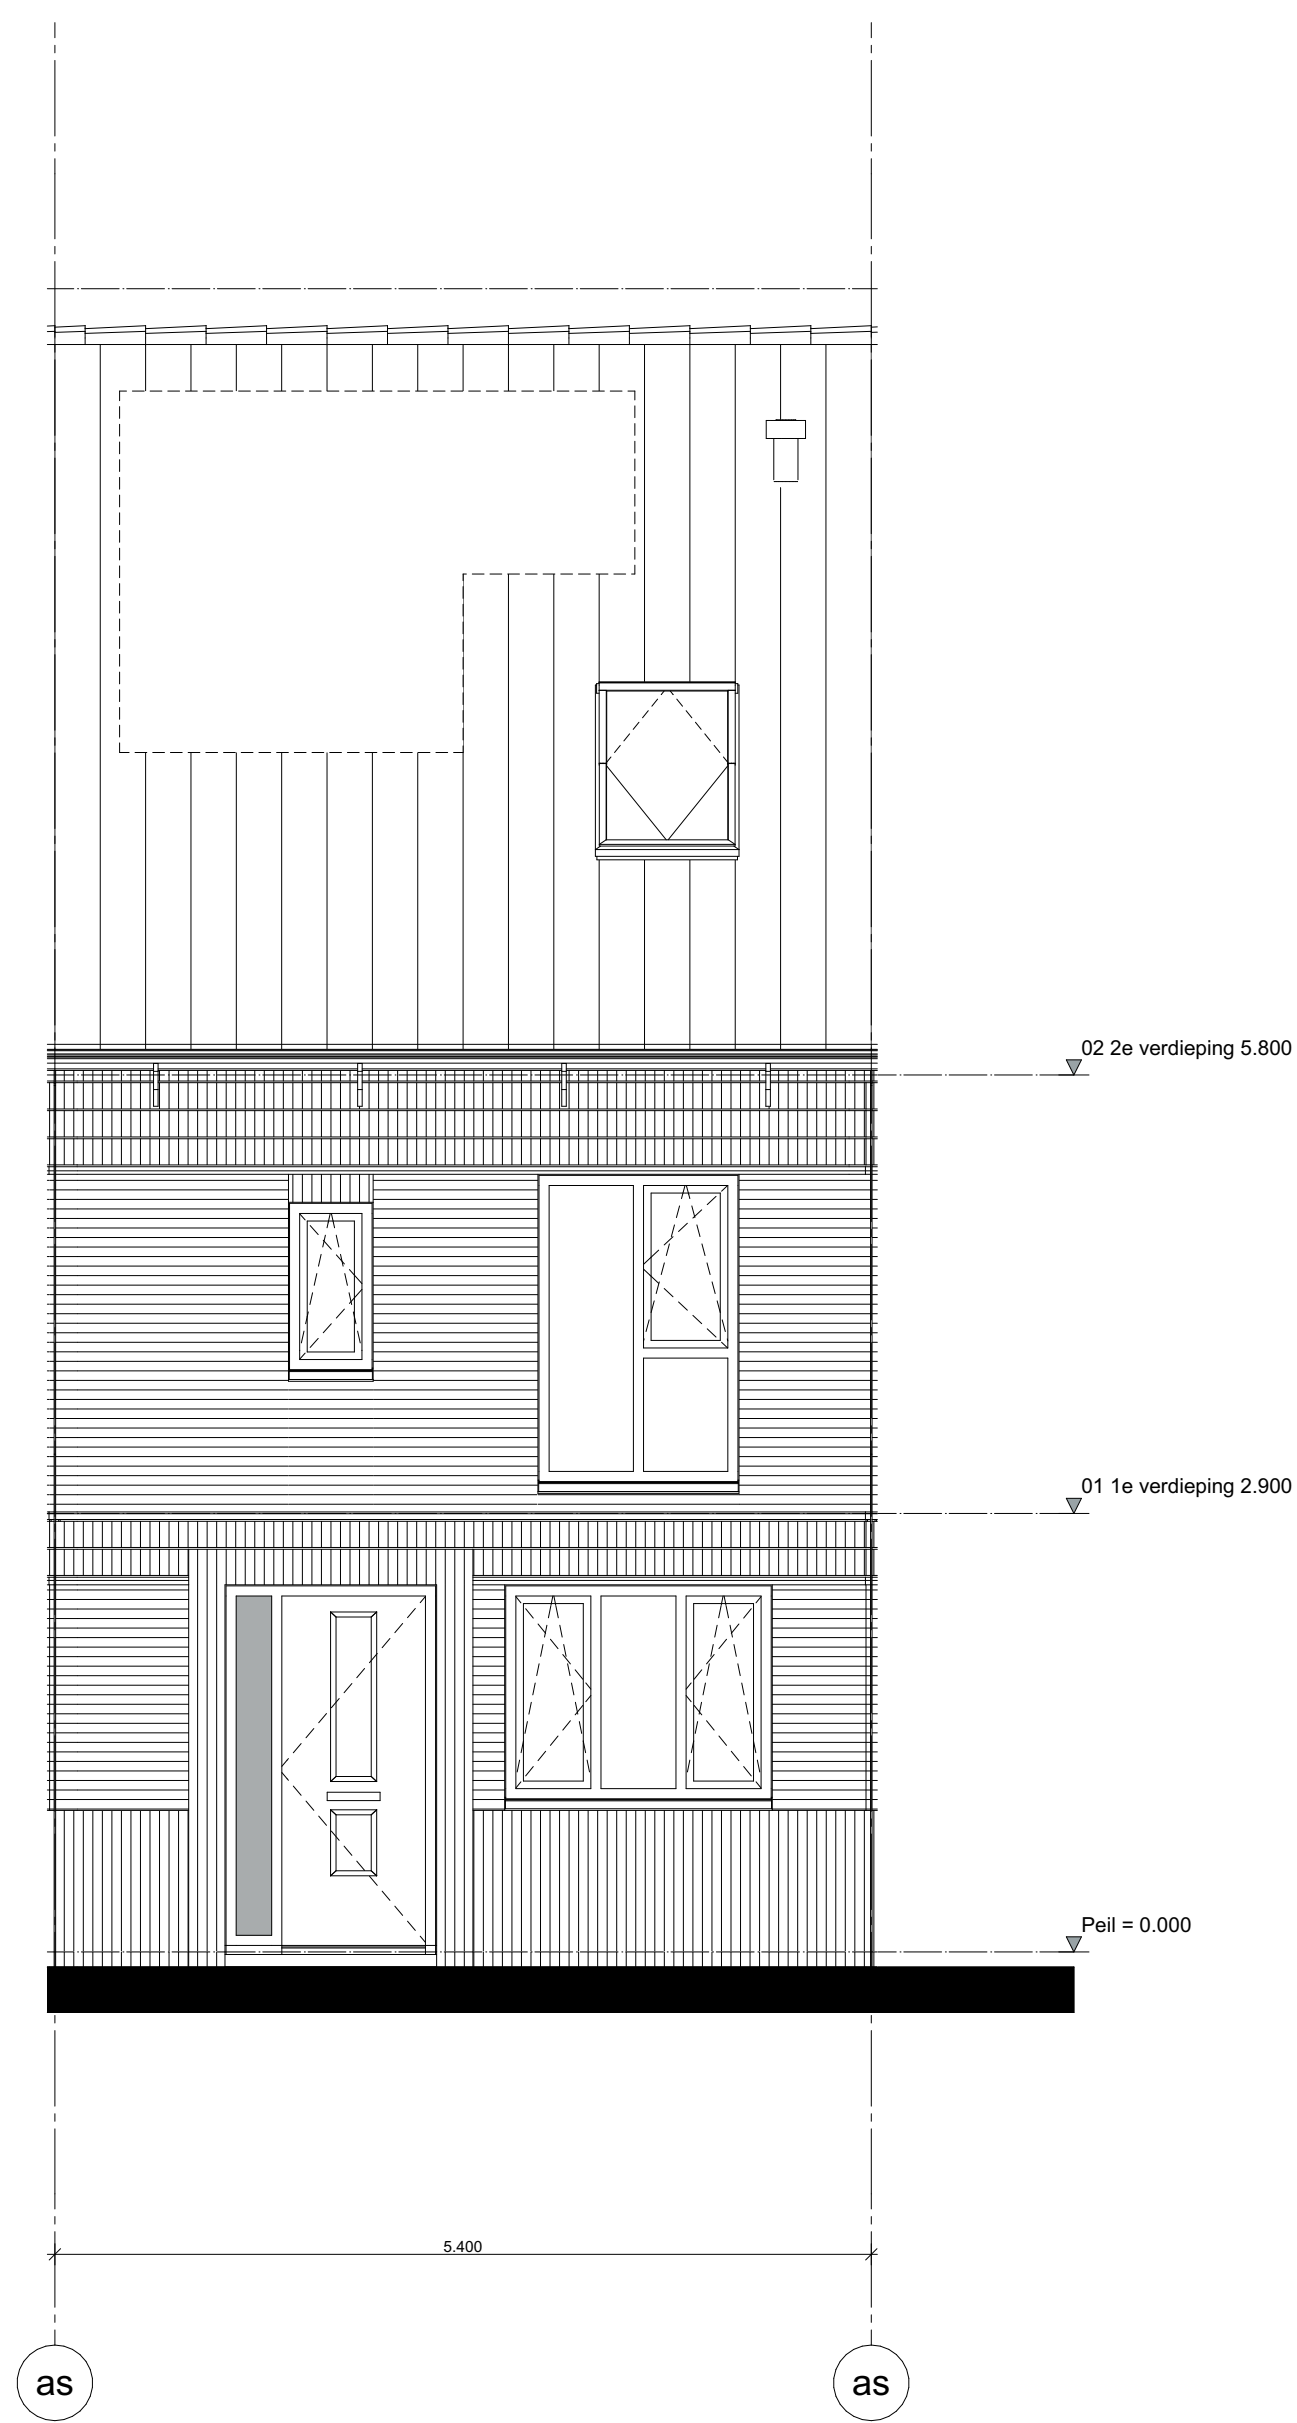 02 2e verdieping 5.800
01 1e verdieping 2.900
Peil = 0.000
5.400
as
as